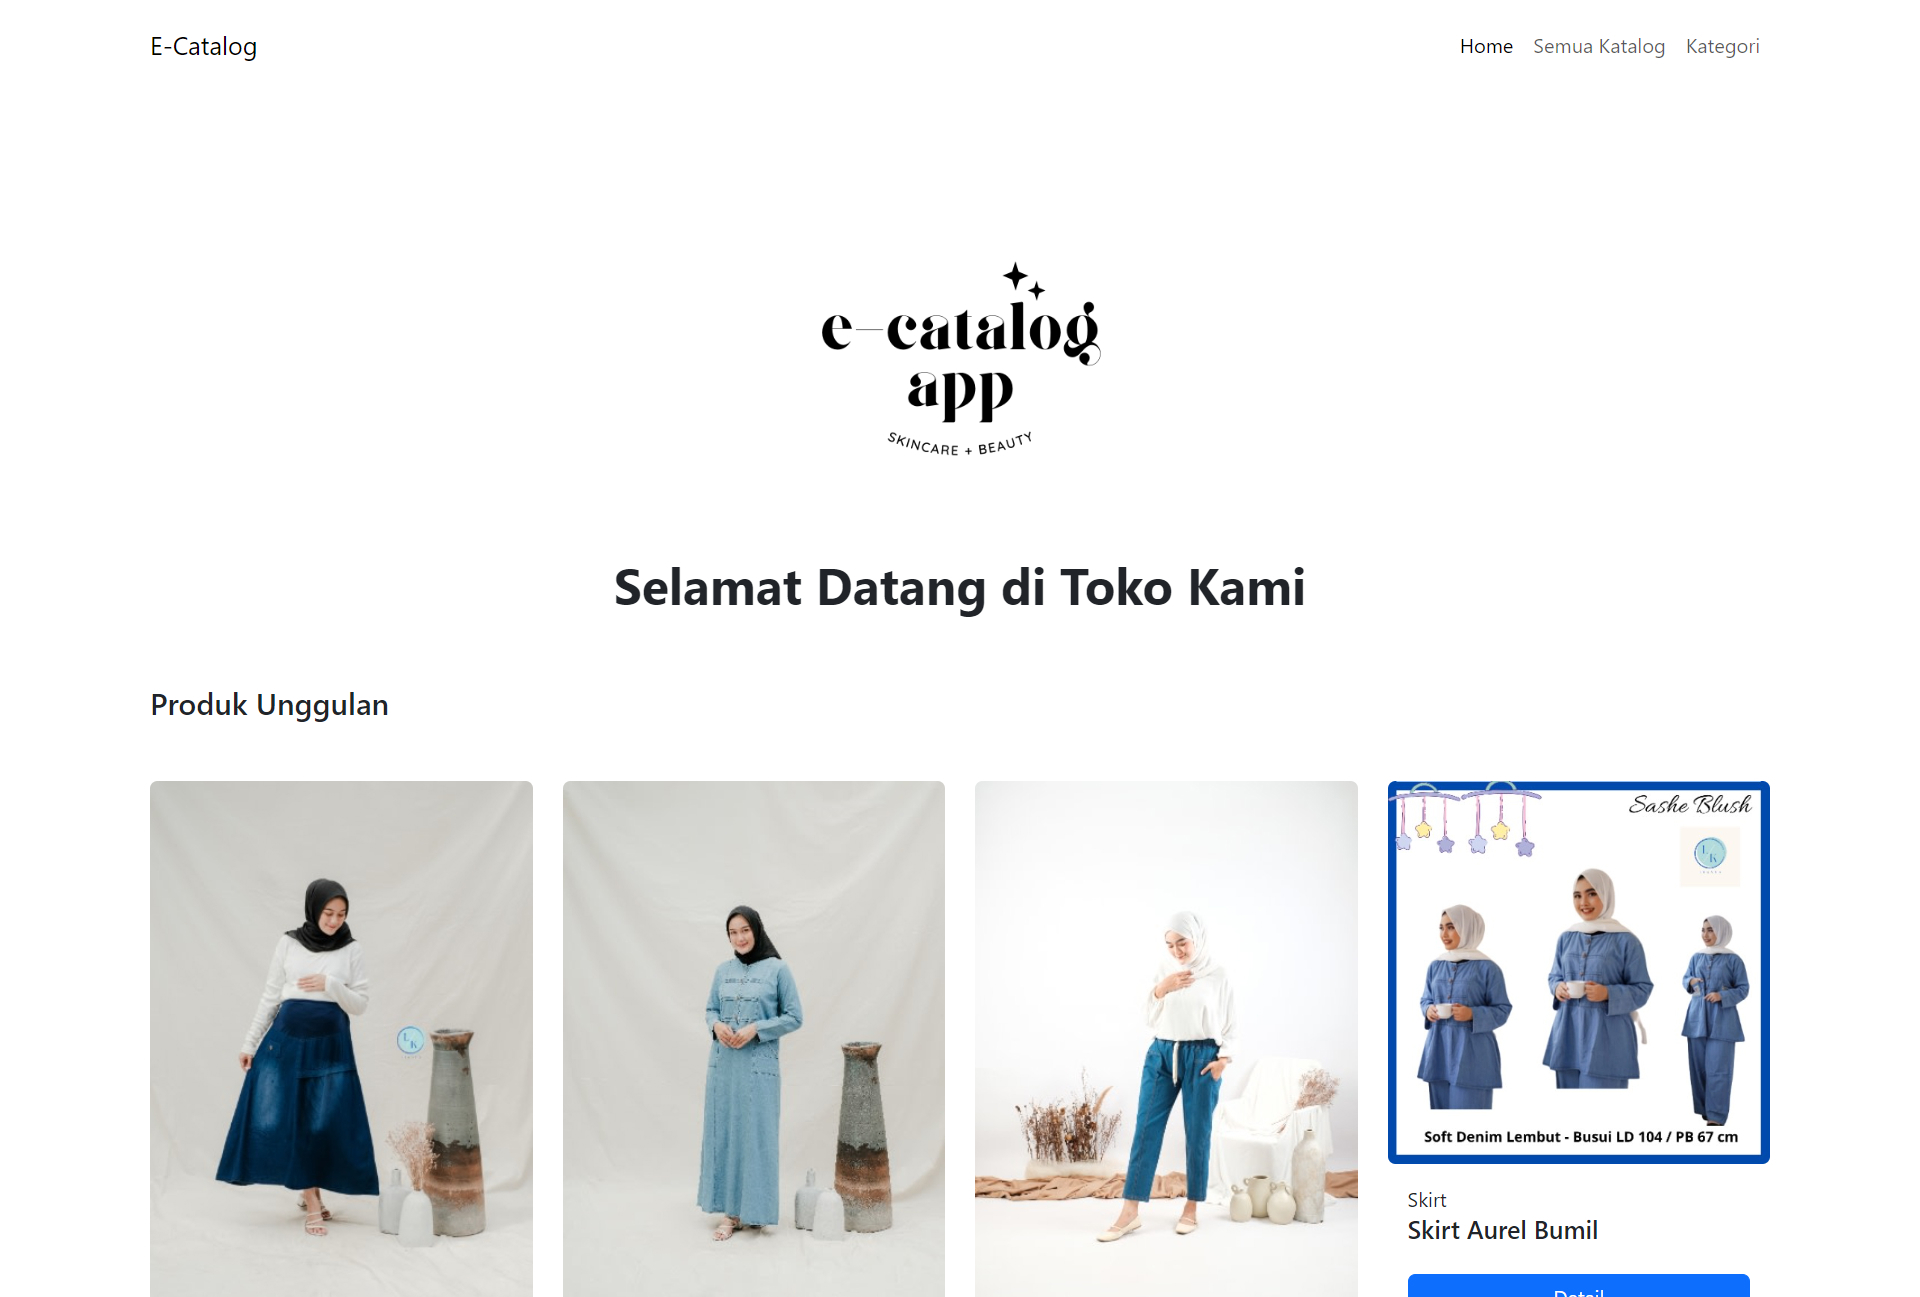 E-Catalog
Home Semua Katalog Kategori
e-catalog
app
SKINCARE + BEAUTY
Selamat Datang di Toko Kami
Produk Unggulan
L K
Sashe Blush
L K
Soft Denim Lembut - Busui LD 104 / PB 67 cm
Skirt
Skirt Aurel Bumil
Detail